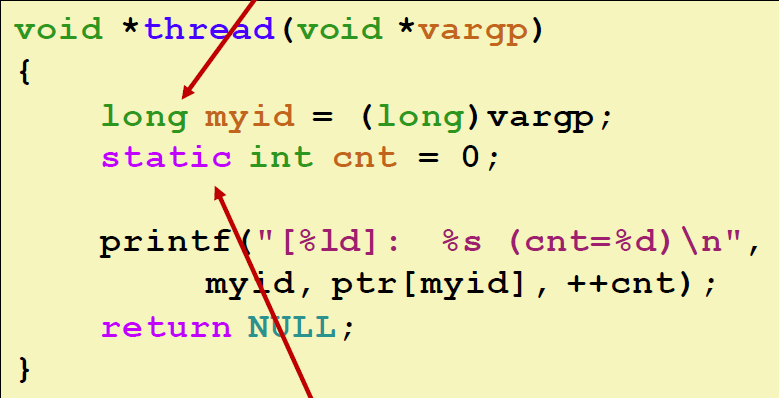 void *thread(void *vargp)
{
    long myid = (long)vargp;
    static int cnt = 0;

    printf("[%ld]:  %s (cnt=%d)\n",
         myid, ptr[myid], ++cnt);
    return NULL;
}